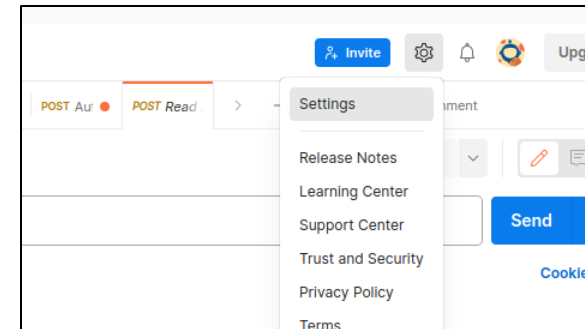 Invite
Upg
POST Au
POST Read
Settings
nment
Release Notes
Learning Center
Support Center
Send
Trust and Security
Cookie
Privacy Policy
Terms